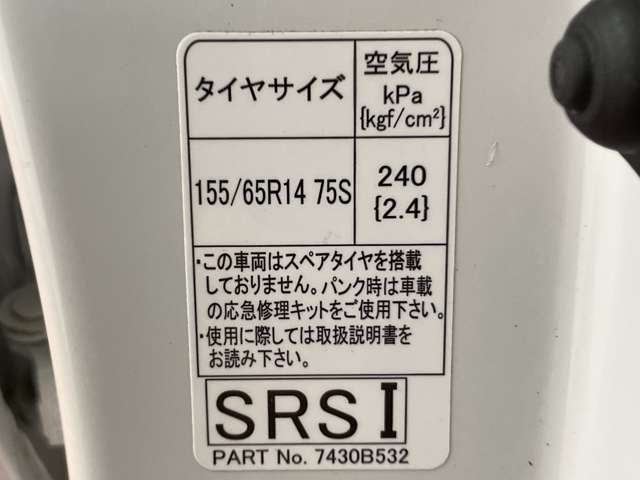 タイヤサイズ
空気圧
kPa
{kgf/cm²}
155/65R14 75S
240
{2.4}
・この車両はスペアタイヤを搭載
しておりません。パンク時は車載
の応急修理キットをご使用下さい。
・使用に際しては取扱説明書を
お読み下さい。
SRS I
PART No. 7430B532